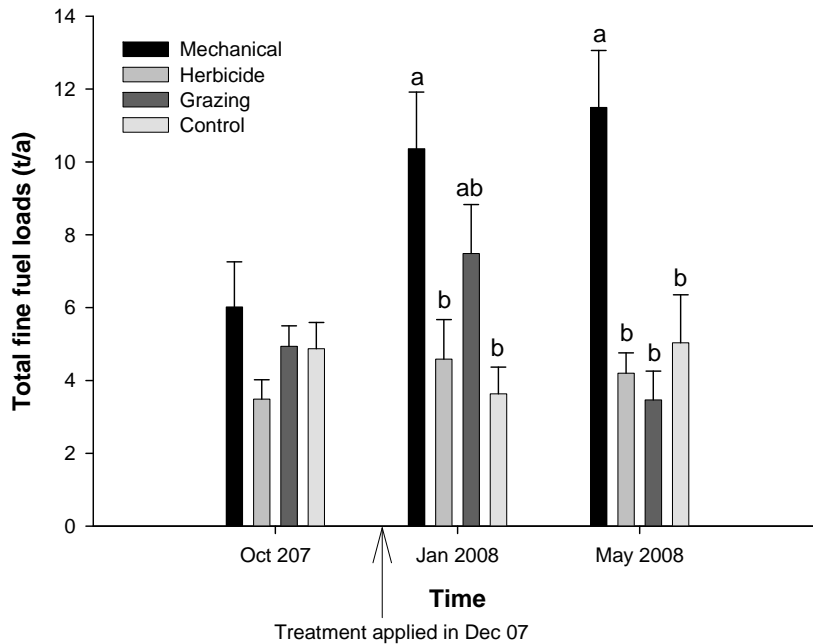 14
12
10
8
6
4
2
0
Total fine fuel loads (t/a)
Mechanical
Herbicide
Grazing
Control
a
b
ab
b
a
b
b
b
Oct 207
Jan 2008
May 2008
Time
Treatment applied in Dec 07